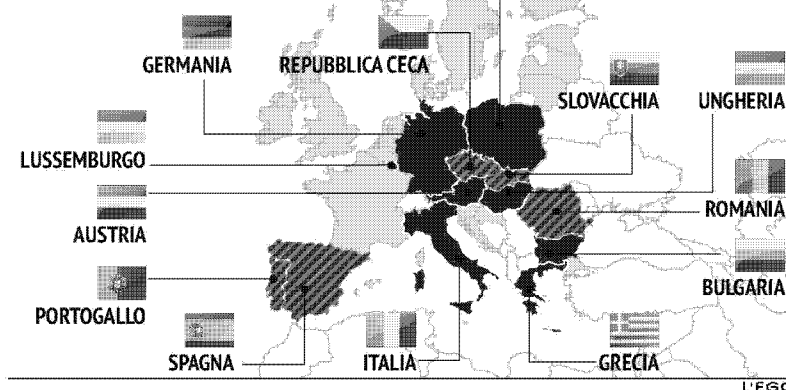 GERMANIA
REPUBBLICA CECA
SLOVACCHIA
UNGHERIA
LUSSEMBURGO
AUSTRIA
ROMANIA
BULGARIA
PORTOGALLO
SPAGNA
ITALIA
GRECIA